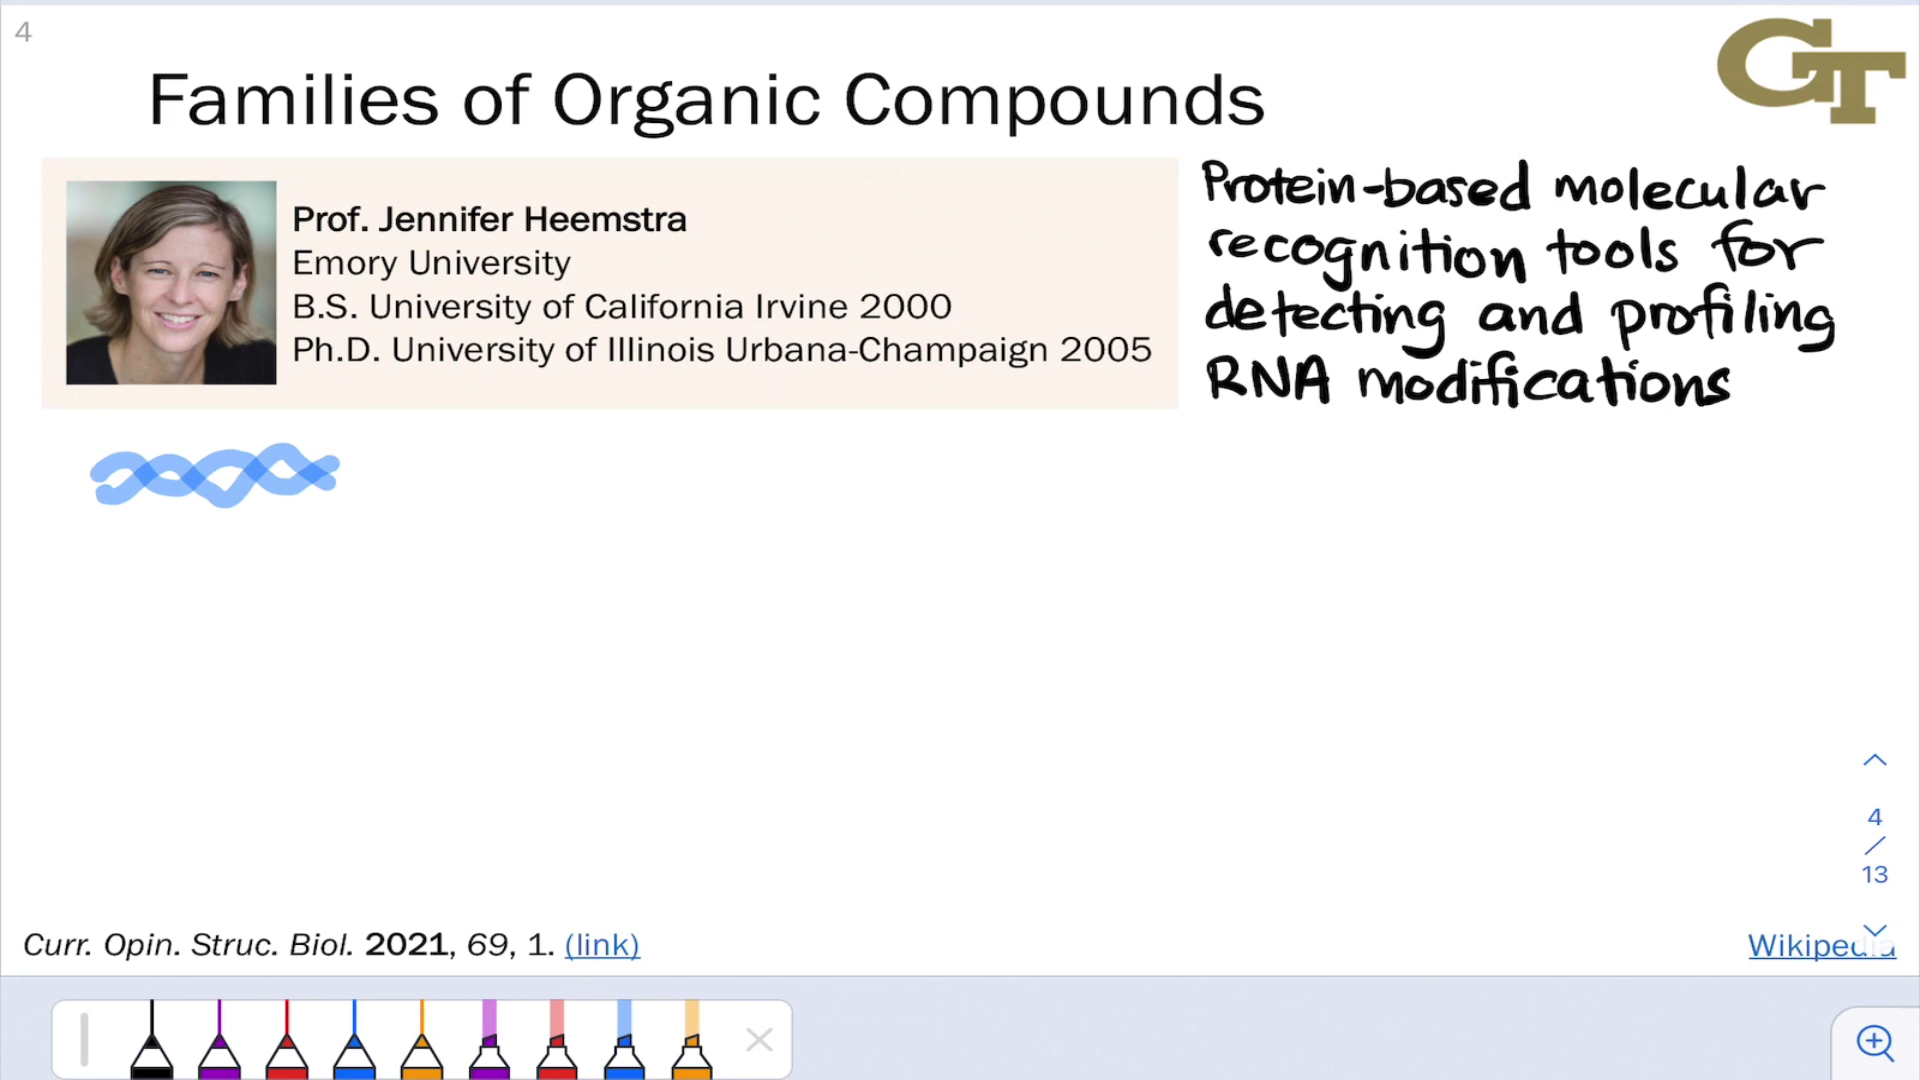 4
GT
Families of Organic Compounds
Prof. Jennifer Heemstra
Emory University
B.S. University of California Irvine 2000
Ph.D. University of Illinois Urbana-Champaign 2005
Protein-based molecular
recognition tools for
detecting and profiling
RNA modifications
4
/
13
Curr. Opin. Struc. Biol. 2021, 69, 1. (link)
Wikipedia